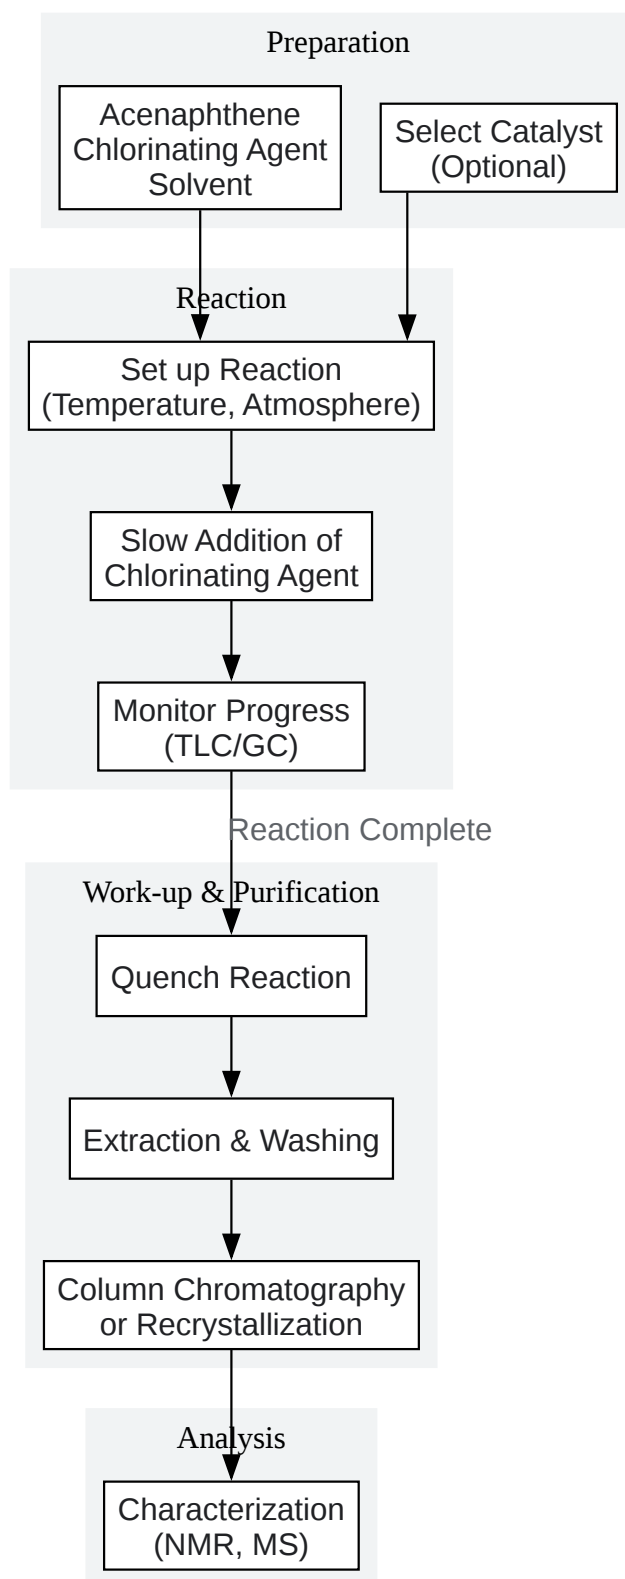 Preparation
Acenaphthene
Chlorinating Agent
Solvent
Select Catalyst
(Optional)
Reaction
Set up Reaction
(Temperature, Atmosphere)
Slow Addition of
Chlorinating Agent
Monitor Progress
(TLC/GC)
Reaction Complete
Work-up & Purification
Quench Reaction
Extraction & Washing
Column Chromatography
or Recrystallization
Analysis
Characterization
(NMR, MS)